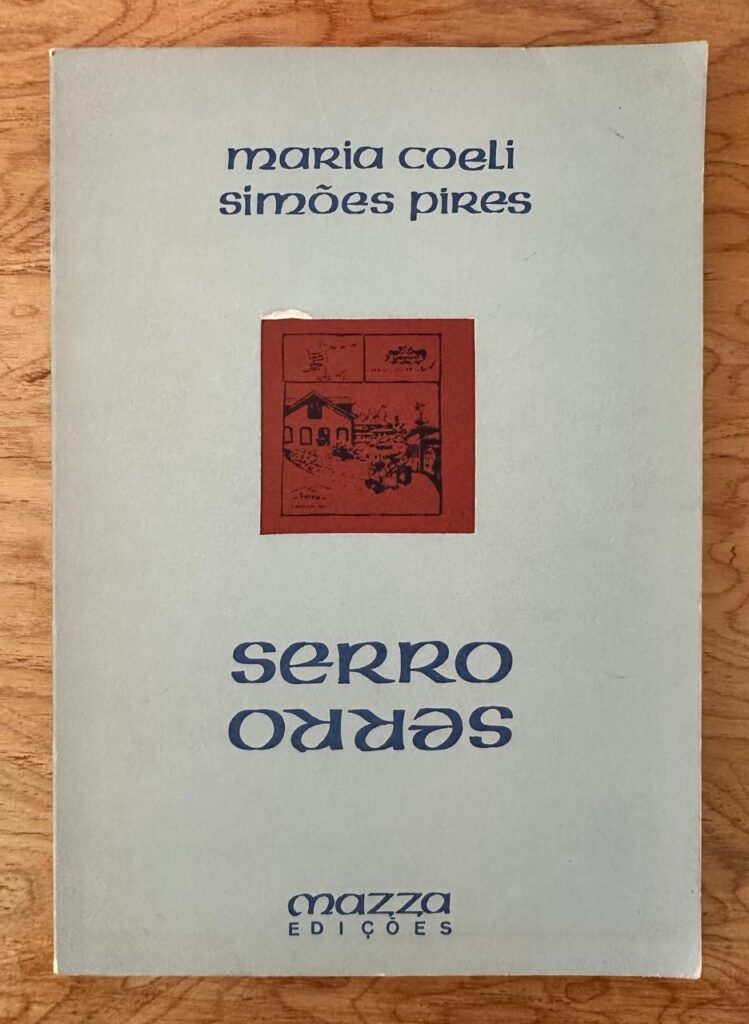 maria coeli
simões pires
serro
serro
mazza
EDIÇÕES